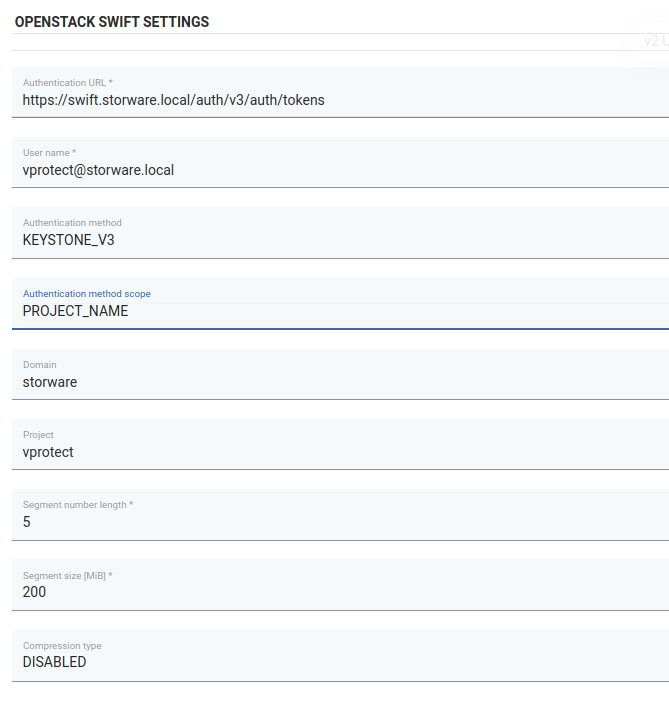 OPENSTACK SWIFT SETTINGS
v2 U
Authentication URL *
https://swift.storware.local/auth/v3/auth/tokens
User name *
vprotect@storware.local
Authentication method
KEYSTONE_V3
Authentication method scope
PROJECT_NAME
Domain
storware
Project
vprotect
Segment number length *
5
Segment size [MiB] *
200
Compression type
DISABLED